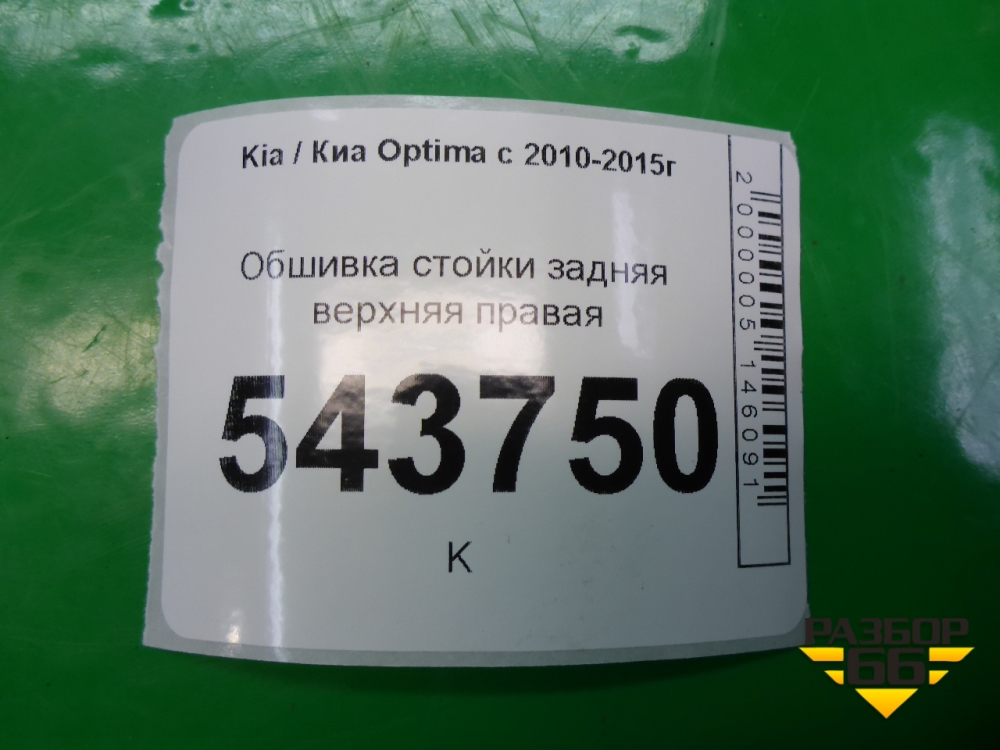 Kia / Киа Optima с 2010-2015г
Обшивка стойки задняя
верхняя правая
543750
К
2000005146091
РАЗБОР
66